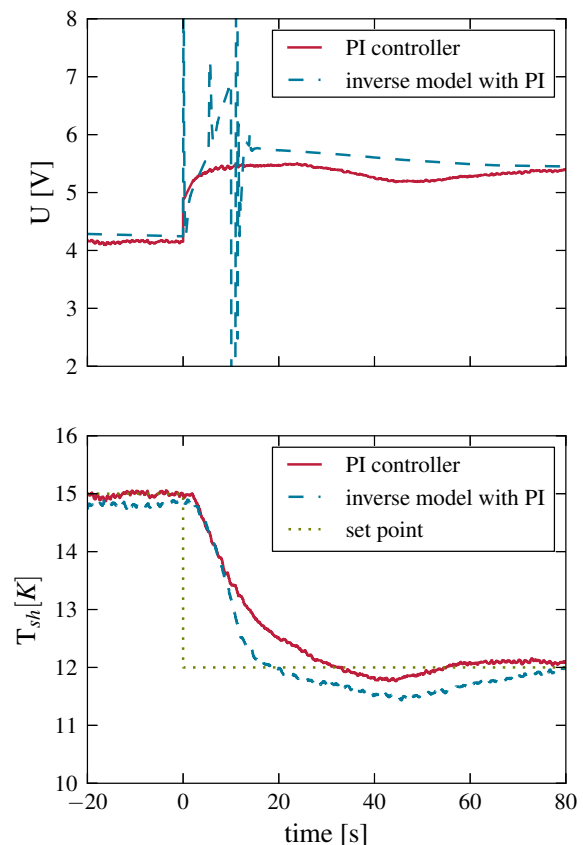 8
7
6
5
4
3
2
U [V]
PI controller
inverse model with PI
16
15
14
13
12
11
10
T_sh [K]
PI controller
inverse model with PI
set point
−20 0 20 40 60 80
time [s]